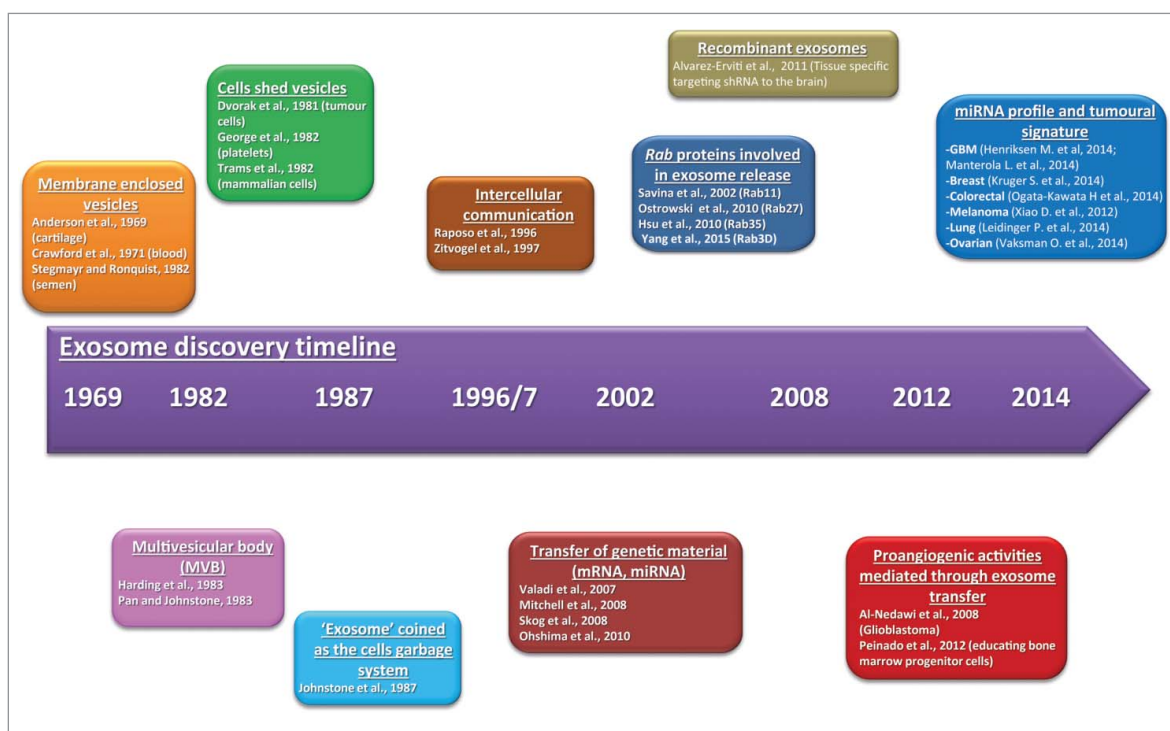 Recombinant exosomes
Alvarez-Erviti et al., 2011 (Tissue specific
targeting shRNA to the brain)
Cells shed vesicles
Dvorak et al., 1981 (tumour
cells)
George et al., 1982
(platelets)
Trams et al., 1982
(mammalian cells)
miRNA profile and tumoural
signature
-GBM (Henriksen M. et al, 2014;
Manterola L. et al., 2014)
-Breast (Kruger S. et al., 2014)
-Colorectal (Ogata-Kawata H et al., 2014)
-Melanoma (Xiao D. et al., 2012)
-Lung (Leidinger P. et al., 2014)
-Ovarian (Vaksman O. et al., 2014)
Rab proteins involved
in exosome release
Savina et al., 2002 (Rab11)
Ostrowski et al., 2010 (Rab27)
Hsu et al., 2010 (Rab35)
Yang et al., 2015 (Rab3D)
Membrane enclosed
vesicles
Anderson et al., 1969
(cartilage)
Crawford et al., 1971 (blood)
Stegmayr and Ronquist, 1982
(semen)
Intercellular
communication
Raposo et al., 1996
Zitvogel et al., 1997
Exosome discovery timeline
1969 1982 1987 1996/7 2002 2008 2012 2014
Multivesicular body
(MVB)
Harding et al., 1983
Pan and Johnstone, 1983
'Exosome' coined
as the cells garbage
system
Johnstone et al., 1987
Transfer of genetic material
(mRNA, miRNA)
Valadi et al., 2007
Mitchell et al., 2008
Skog et al., 2008
Ohshima et al., 2010
Proangiogenic activities
mediated through exosome
transfer
Al-Nedawi et al., 2008
(Glioblastoma)
Peinado et al., 2012 (educating bone
marrow progenitor cells)